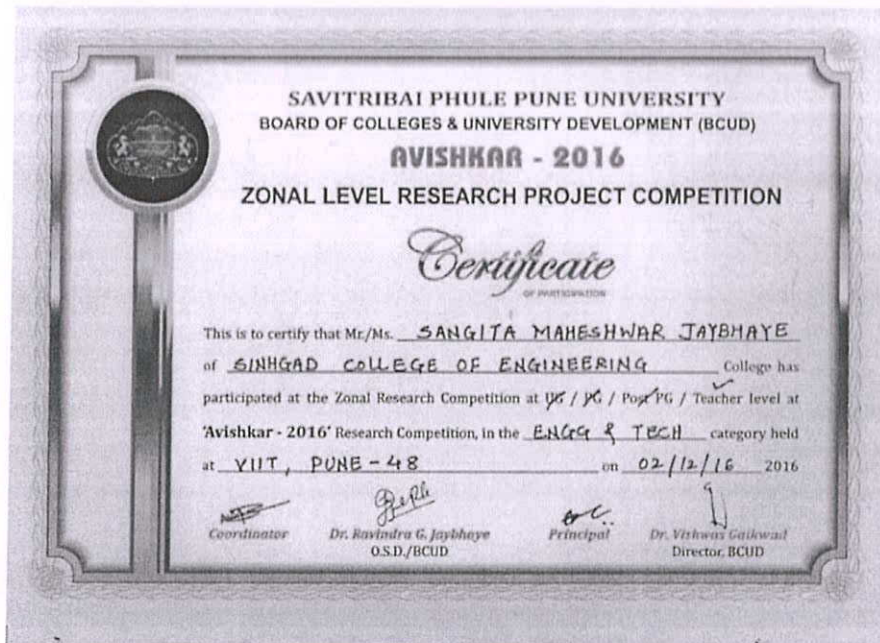 SAVITRIBAI PHULE PUNE UNIVERSITY
BOARD OF COLLEGES & UNIVERSITY DEVELOPMENT (BCUD)
AVISHKAR - 2016
ZONAL LEVEL RESEARCH PROJECT COMPETITION
Certificate
OF PARTICIPATION
This is to certify that Mr./Ms. SANGITA MAHESHWAR JAYBHAYE
of SINHGAD COLLEGE OF ENGINEERING College has
participated at the Zonal Research Competition at UG / PG / Post PG / Teacher level at
'Avishkar - 2016' Research Competition, in the ENGG & TECH category held
at VIIT, PUNE-48 on 02/12/16 2016
Coordinator Dr. Ravindra G. Jaybhaye Principal Dr. Vishwas Gaikwad
O.S.D./BCUD Director, BCUD